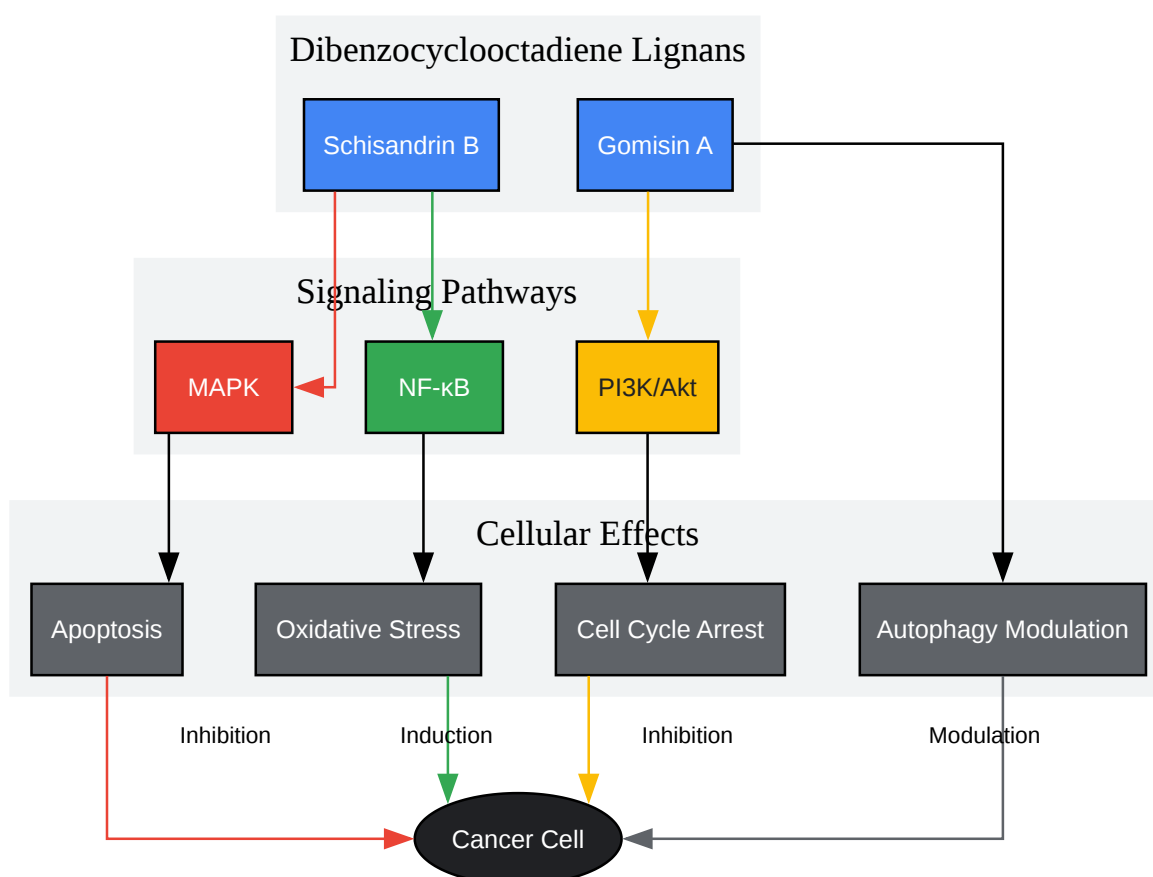 Dibenzocyclooctadiene Lignans
Schisandrin B
Gomisin A
Signaling Pathways
MAPK
NF-κB
PI3K/Akt
Cellular Effects
Apoptosis
Oxidative Stress
Cell Cycle Arrest
Autophagy Modulation
Inhibition
Induction
Inhibition
Modulation
Cancer Cell